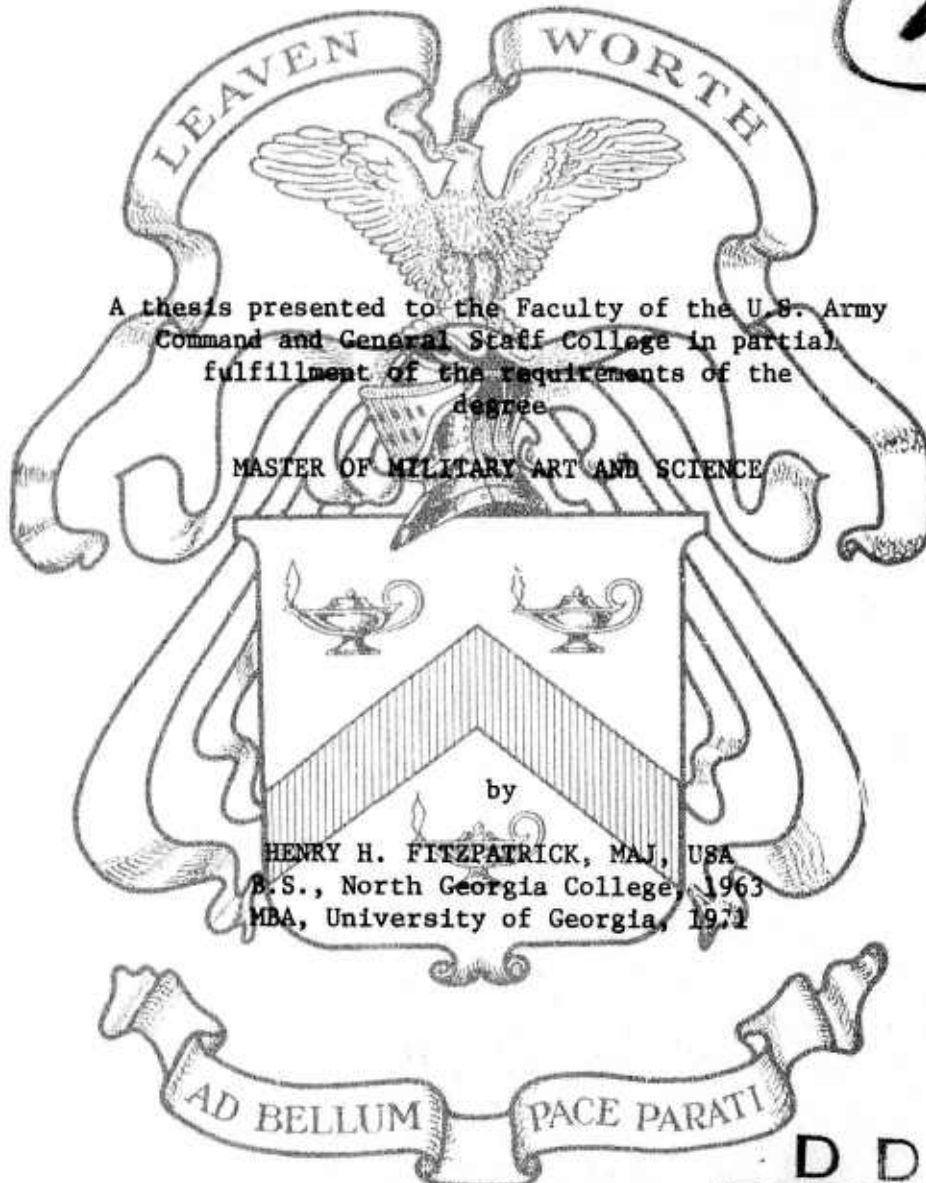 LEAVEN WORTH
A thesis presented to the Faculty of the U.S. Army
Command and General Staff College in partial
fulfillment of the requirements of the
degree
MASTER OF MILITARY ART AND SCIENCE
by
HENRY H. FITZPATRICK, MAJ, USA
B.S., North Georgia College, 1963
MBA, University of Georgia, 1971
AD BELLUM PACE PARATI
D D